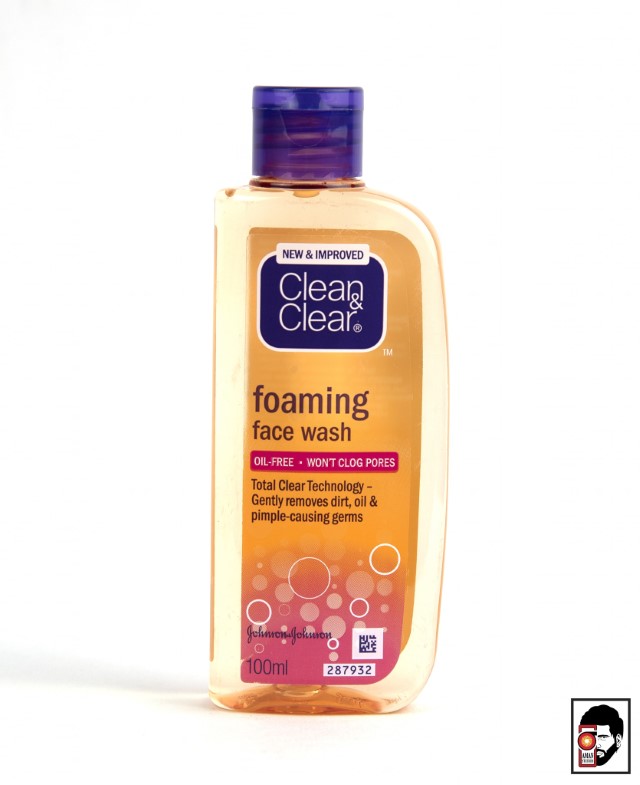 NEW & IMPROVED
Clean
&
Clear®
TM
foaming
face wash
OIL-FREE • WON'T CLOG PORES
Total Clear Technology –
Gently removes dirt, oil &
pimple-causing germs
Johnson & Johnson
100ml
287932
AMAN